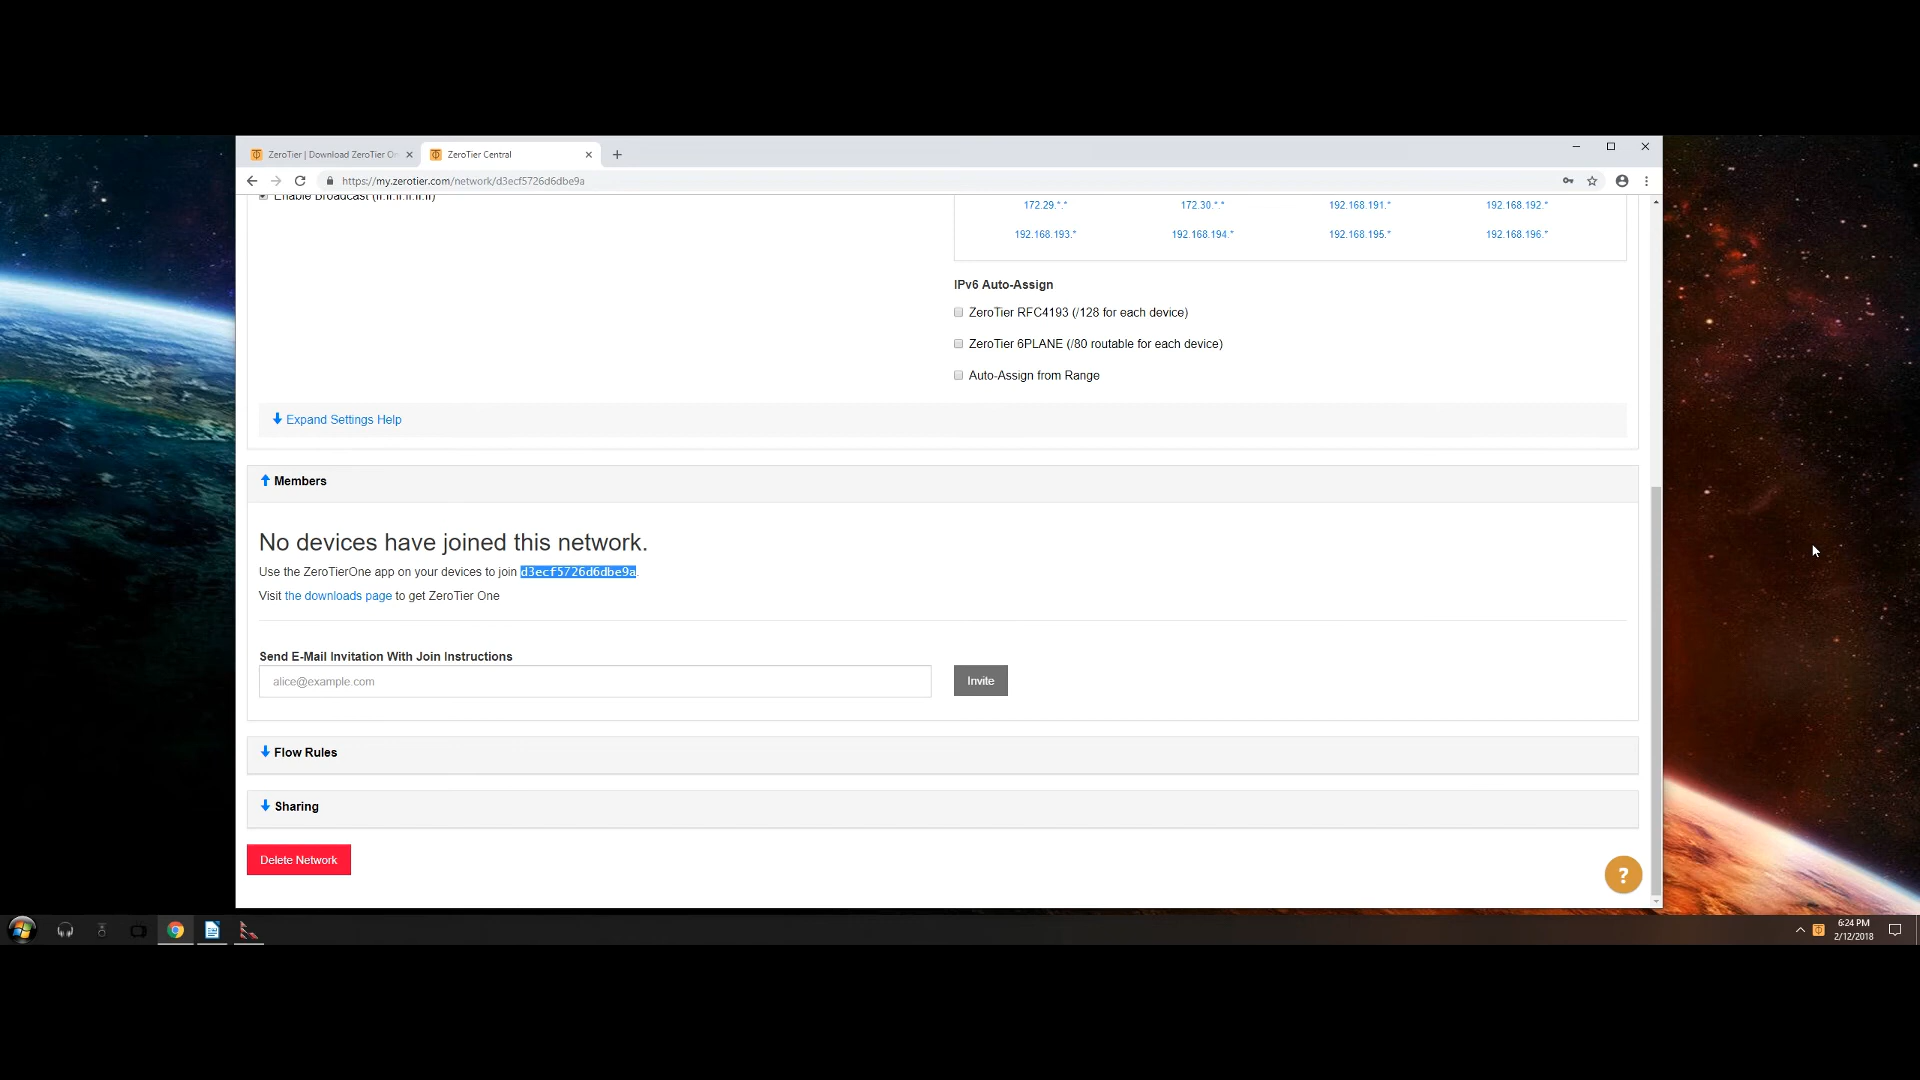 ZeroTier | Download ZeroTier On
ZeroTier Central
https://my.zerotier.com/network/d3ecf5726d6dbe9a
Enable Broadcast (ff:ff:ff:ff:ff:ff)
172.29.*.*
172.30.*.*
192.168.191.*
192.168.192.*
192.168.193.*
192.168.194.*
192.168.195.*
192.168.196.*
IPv6 Auto-Assign
ZeroTier RFC4193 (/128 for each device)
ZeroTier 6PLANE (/80 routable for each device)
Auto-Assign from Range
Expand Settings Help
Members
No devices have joined this network.
Use the ZeroTierOne app on your devices to join d3ecf5726d6dbe9a.
Visit the downloads page to get ZeroTier One
Send E-Mail Invitation With Join Instructions
alice@example.com
Invite
Flow Rules
Sharing
Delete Network
?
6:24 PM
2/12/2018